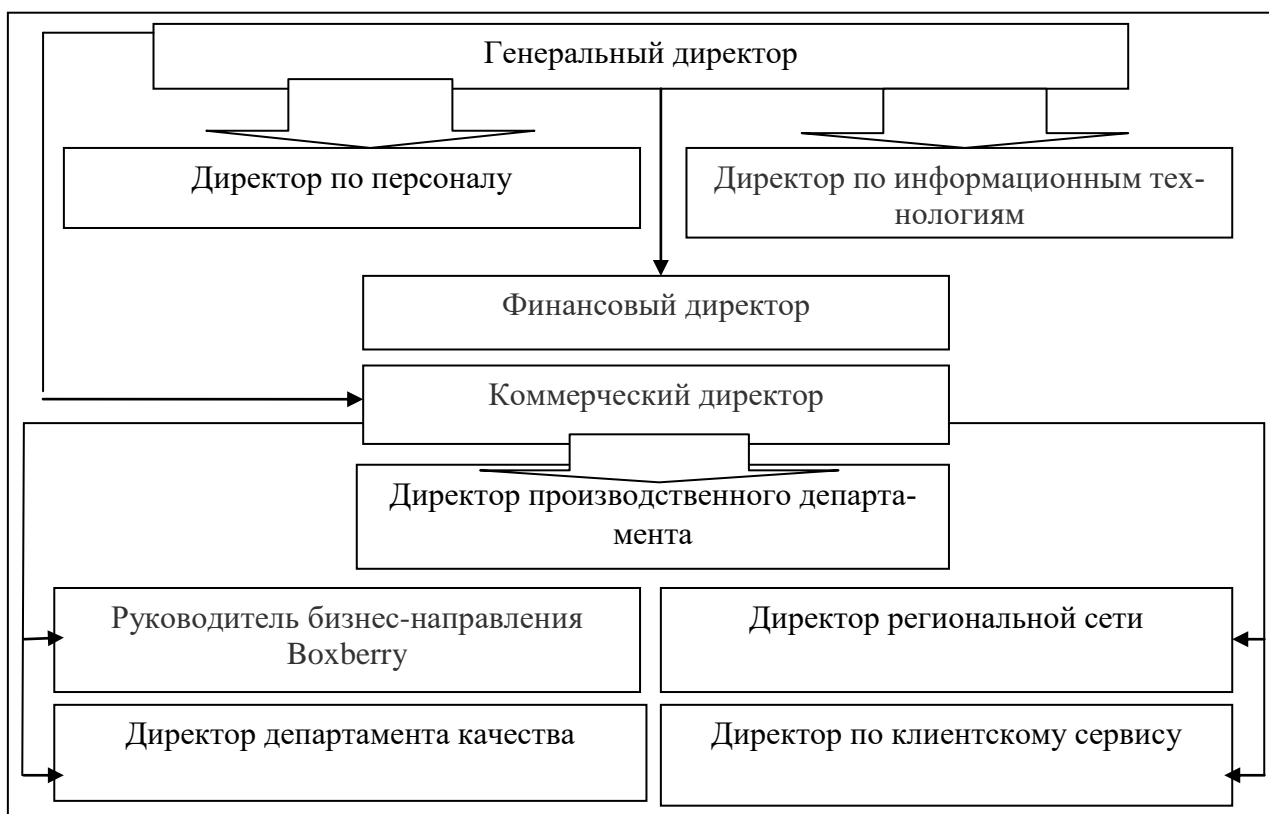 Генеральный директор
Директор по персоналу
Директор по информационным тех-
нологиям
Финансовый директор
Коммерческий директор
Директор производственного департа-
мента
Руководитель бизнес-направления
Boxberry
Директор региональной сети
Директор департамента качества
Директор по клиентскому сервису